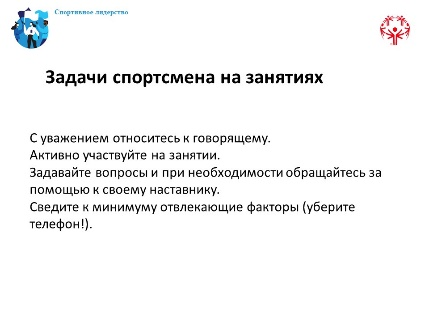 Спортивное лидерство
Задачи спортсмена на занятиях
С уважением относитесь к говорящему.
Активно участвуйте на занятии.
Задавайте вопросы и при необходимости обращайтесь за
помощью к своему наставнику.
Сведите к минимуму отвлекающие факторы (уберите
телефон!).